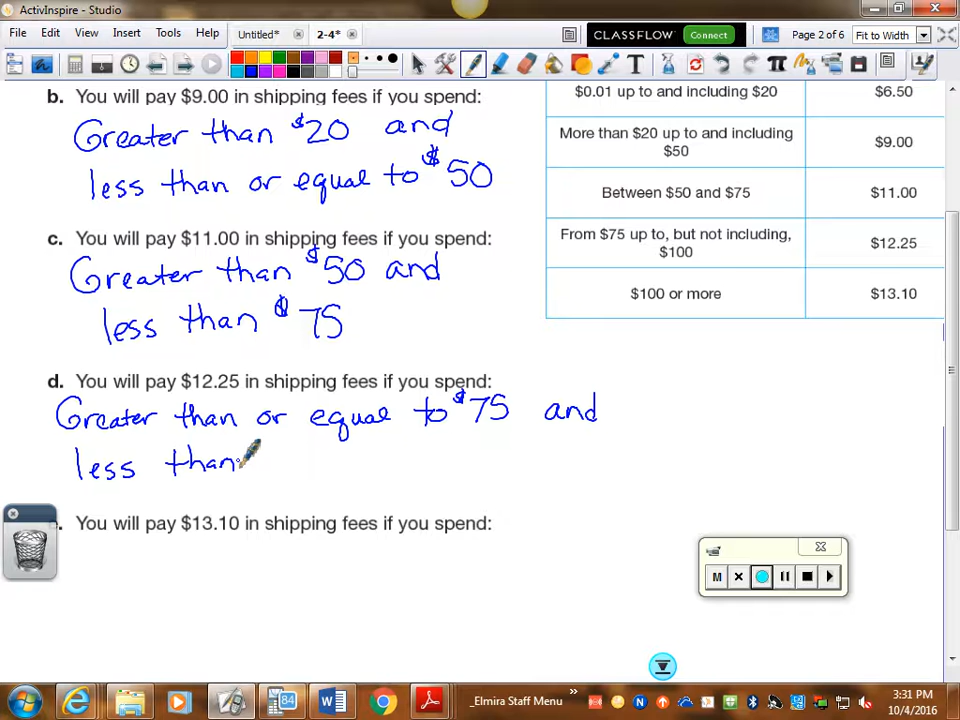 ActivInspire - Studio
File Edit View Insert Tools Help
Untitled* 2-4*
CLASSFLOW Connect
Page 2 of 6
Fit to Width
b. You will pay $9.00 in shipping fees if you spend:
Greater than $20 and
less than or equal to $50
c. You will pay $11.00 in shipping fees if you spend:
Greater than $50 and
less than $75
d. You will pay $12.25 in shipping fees if you spend:
Greater than or equal to $75 and
less than
. You will pay $13.10 in shipping fees if you spend:
$0.01 up to and including $20 $6.50
More than $20 up to and including
$50
$9.00
Between $50 and $75 $11.00
From $75 up to, but not including,
$100
$12.25
$100 or more $13.10
M
84
_Elmira Staff Menu
3:31 PM
10/4/2016